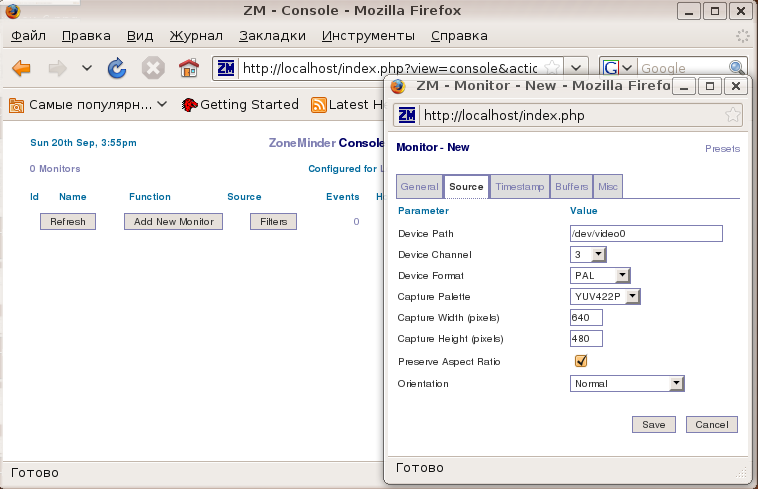 ZM - Console - Mozilla Firefox
Файл Правка Вид Журнал Закладки Инструменты Справка
ZM http://localhost/index.php?view=console&actic
G Google
Самые популярн... Getting Started Latest H
Sun 20th Sep, 3:55pm ZoneMinder Console
0 Monitors Configured for L
Id Name Function Source Events H
Refresh Add New Monitor Filters 0
Готово
ZM - Monitor - New - Mozilla Firefo
ZM http://localhost/index.php
Monitor - New Presets
General Source Timestamp Buffers Misc
Parameter Value
Device Path /dev/video0
Device Channel 3
Device Format PAL
Capture Palette YUV422P
Capture Width (pixels) 640
Capture Height (pixels) 480
Preserve Aspect Ratio
Orientation Normal
Save Cancel
Готово